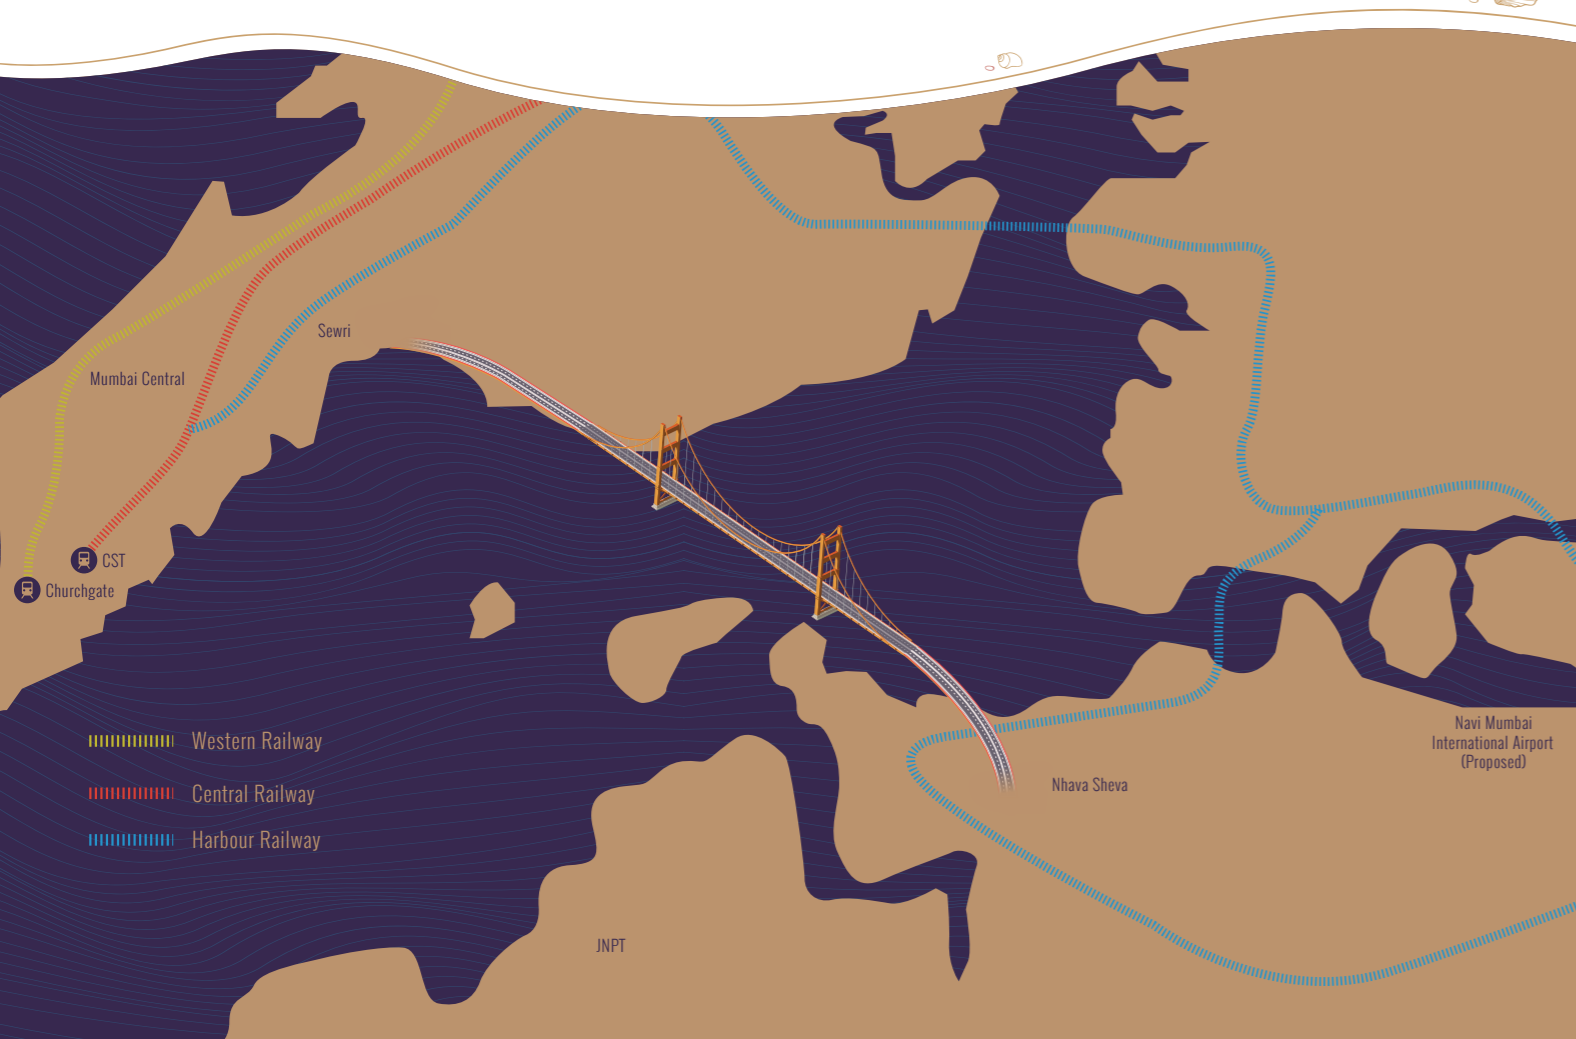 Sewri
Mumbai Central
CST
Churchgate
Western Railway
Central Railway
Harbour Railway
Navi Mumbai
International Airport
(Proposed)
Nhava Sheva
JNPT